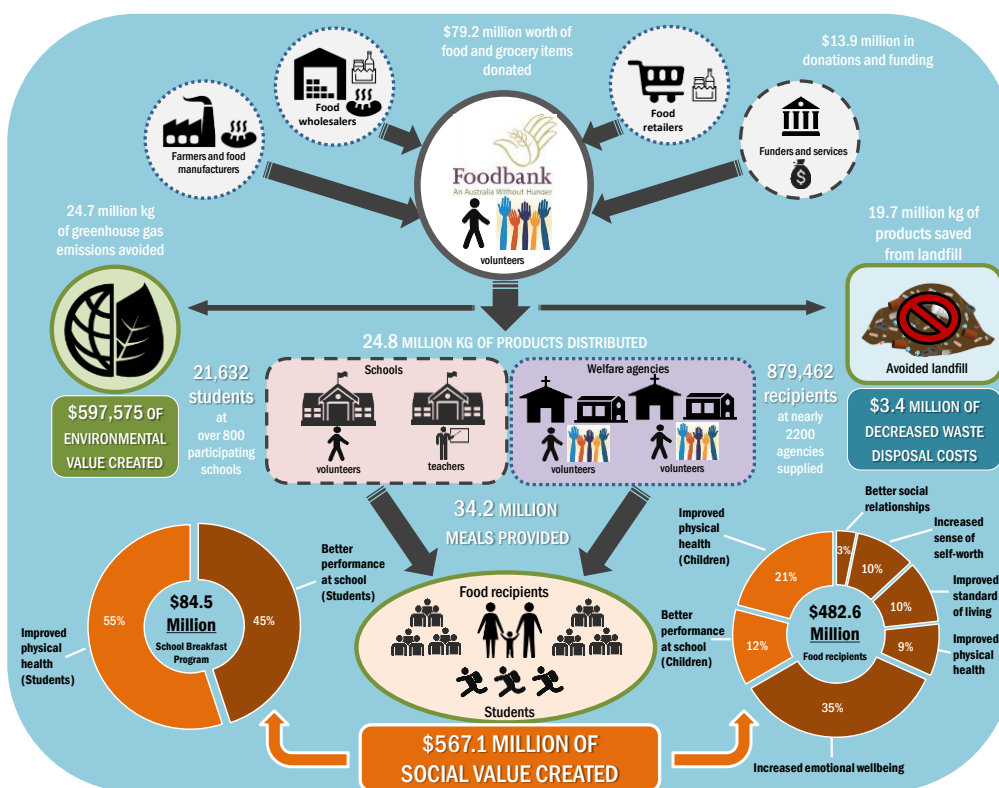 $79.2 million worth of
food and grocery items
donated
$13.9 million in
donations and funding
Food
wholesalers
Food
retailers
Farmers and food
manufacturers
Funders and services
Foodbank
An Australia Without Hunger
volunteers
24.7 million kg
of greenhouse gas
emissions avoided
19.7 million kg of
products saved
from landfill
24.8 MILLION KG OF PRODUCTS DISTRIBUTED
Avoided landfill
$597,575 OF
ENVIRONMENTAL
VALUE CREATED
21,632
students
at
over 800
participating
schools
Schools
volunteers
teachers
Welfare agencies
volunteers
volunteers
879,462
recipients
at nearly
2200
agencies
supplied
$3.4 MILLION OF
DECREASED WASTE
DISPOSAL COSTS
34.2 MILLION
MEALS PROVIDED
Improved
physical
health
(Students)
55%
$84.5
Million
School Breakfast
Program
45%
Better
performance
at school
(Students)
Food recipients
Students
Improved
physical
health
(Children)
Better social
relationships
Increased
sense of
self-worth
Improved
standard
of living
Improved
physical
health
Better
performance
at school
(Children)
21%
3%
10%
10%
9%
12%
35%
$482.6
Million
Food recipients
Increased emotional wellbeing
$567.1 MILLION OF
SOCIAL VALUE CREATED